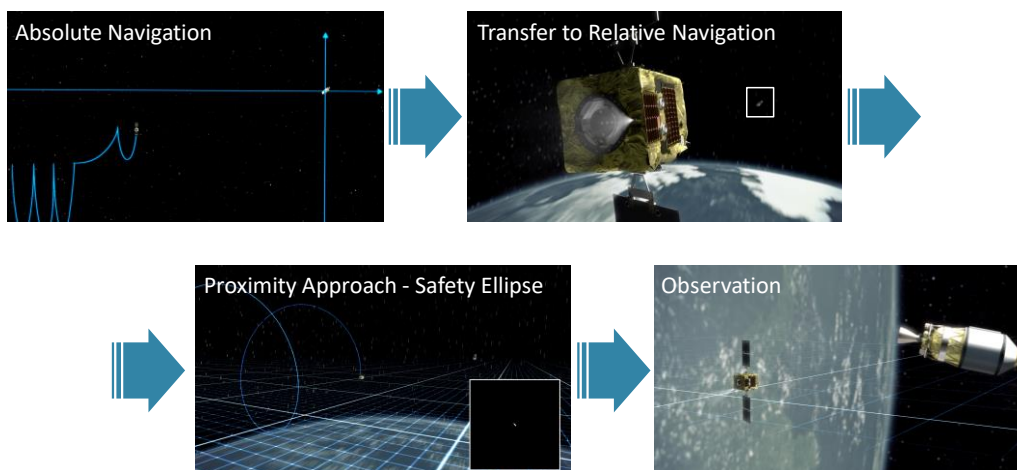 Absolute Navigation
Transfer to Relative Navigation
Proximity Approach - Safety Ellipse
Observation